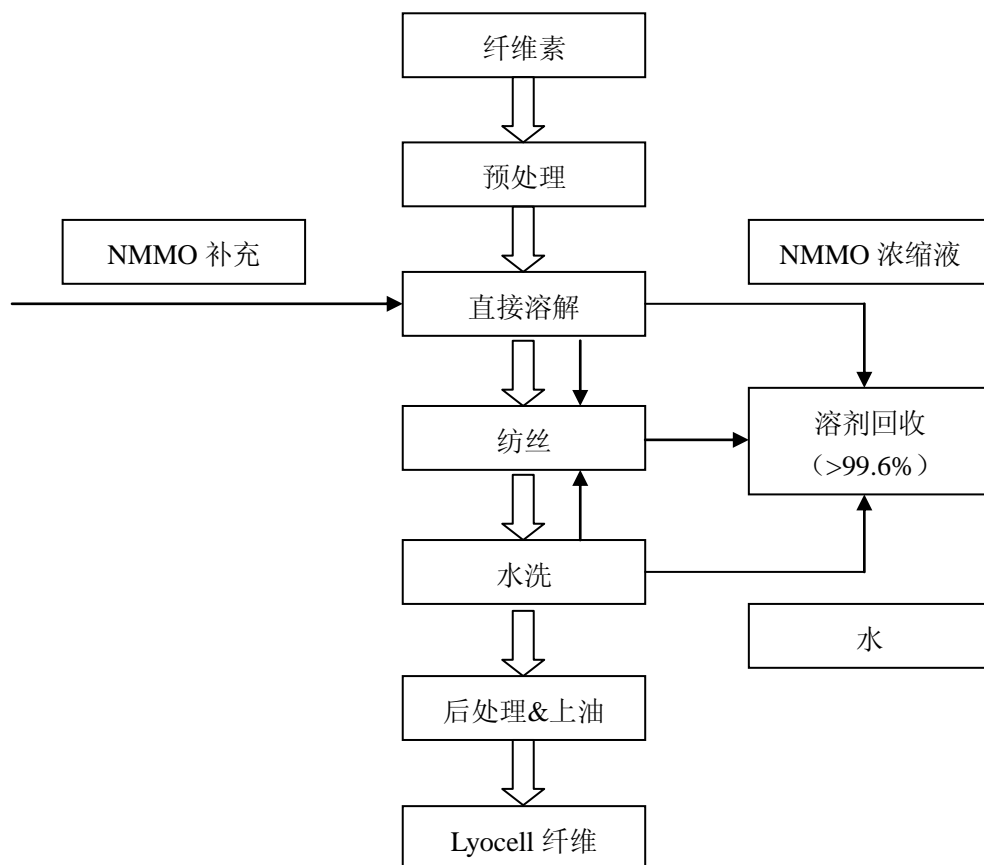 纤维素
预处理
NMMO 补充
NMMO 浓缩液
直接溶解
纺丝
溶剂回收
（>99.6%）
水洗
水
后处理&上油
Lyocell 纤维